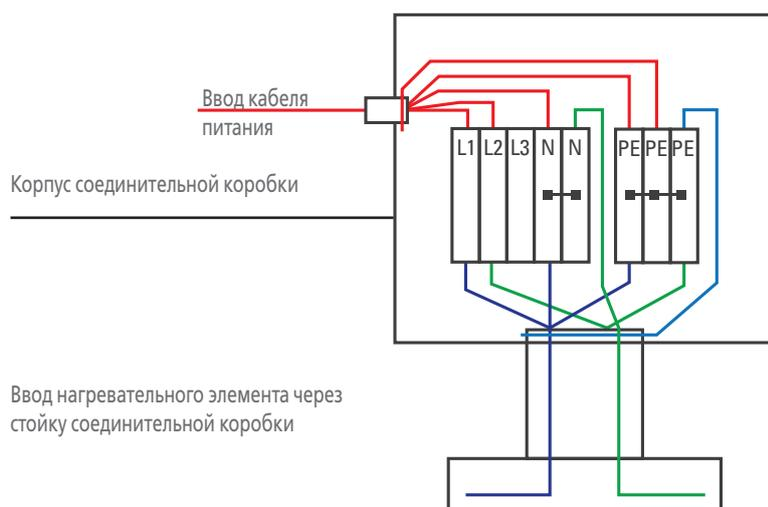 Ввод кабеля
питания
L1 L2 L3 N N PE PE PE
Корпус соединительной коробки
Ввод нагревательного элемента через
стойку соединительной коробки